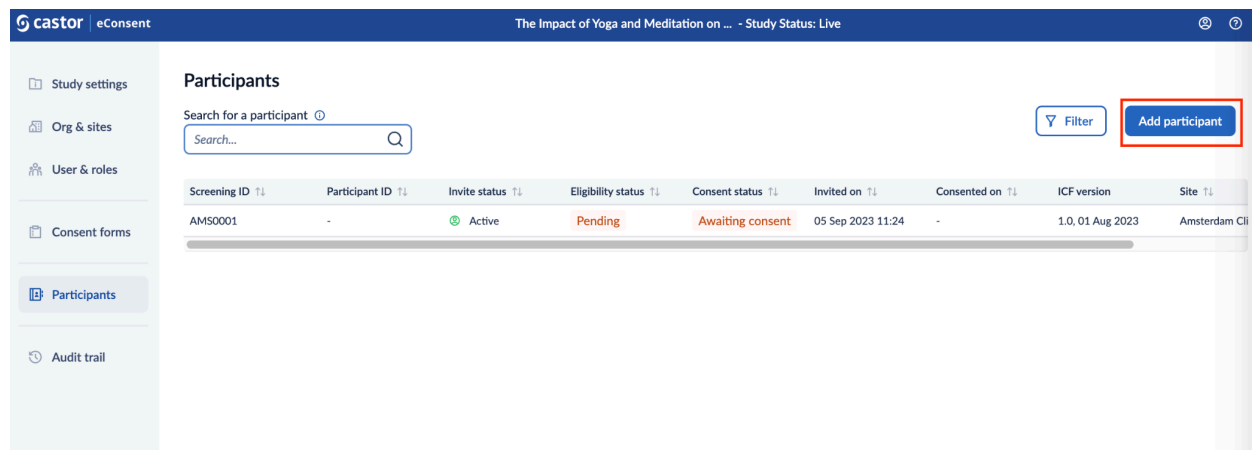 castor | eConsent
The Impact of Yoga and Meditation on ... - Study Status: Live
Study settings
Org & sites
User & roles
Consent forms
Participants
Audit trail
Participants
Search for a participant
Search...
Filter
Add participant
Screening ID Participant ID Invite status Eligibility status Consent status Invited on Consented on ICF version Site
AMS0001 - Active Pending Awaiting consent 05 Sep 2023 11:24 - 1.0, 01 Aug 2023 Amsterdam Cli